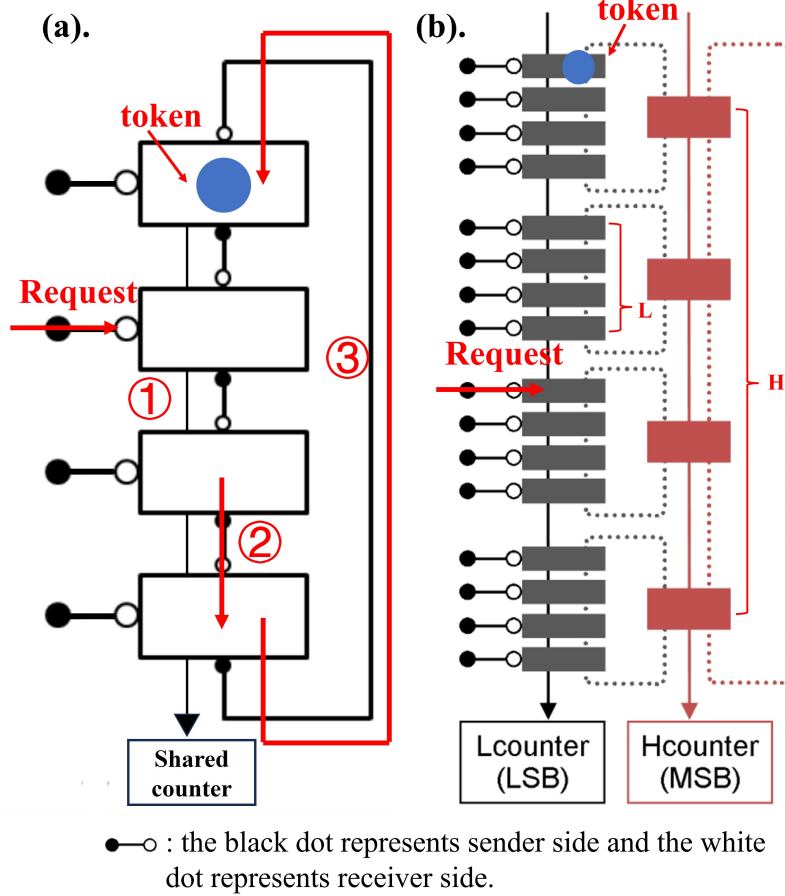 (a).
token
Request
①
②
③
Shared
counter
(b).
token
L
Request
H
Lcounter
(LSB)
Hcounter
(MSB)
: the black dot represents sender side and the white
dot represents receiver side.